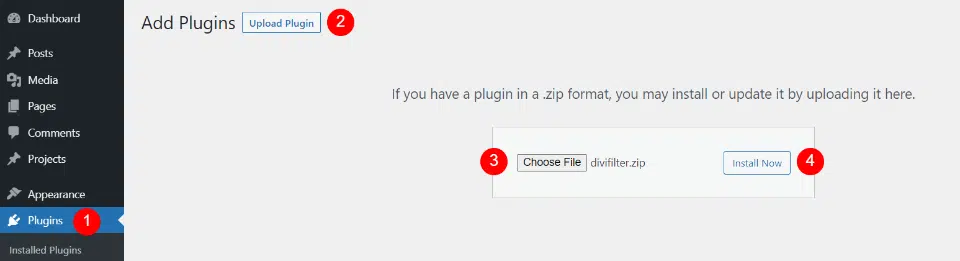 Dashboard
Posts
Media
Pages
Comments
Projects
Appearance
Plugins 1
Installed Plugins
Add Plugins Upload Plugin 2
If you have a plugin in a .zip format, you may install or update it by uploading it here.
3 Choose File divifilter.zip Install Now 4